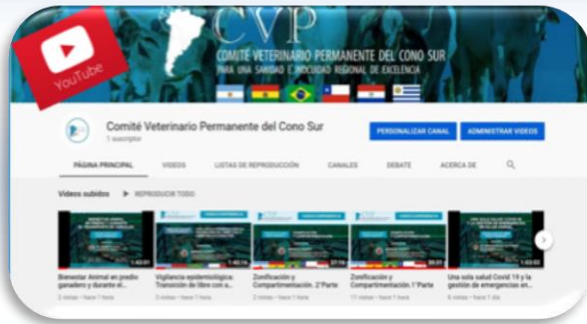 YouTube
CVP
COMITÉ VETERINARIO PERMANENTE DEL CONO SUR
PARA UNA SANIDAD E INOCUIDAD REGIONAL DE EXCELENCIA
Comité Veterinario Permanente del Cono Sur
1 suscriptor
PERSONALIZAR CANAL
ADMINISTRAR VIDEOS
PÁGINA PRINCIPAL
VIDEOS
LISTAS DE REPRODUCCIÓN
CANALES
DEBATE
ACERCA DE
Videos subidos
REPRODUCIR TODO
Bienestar Animal en predio
ganadero y durante el...
Vigilancia epidemiológica:
Transición de libre con a...
Zonificación y
Compartimentación. 2°Parte
Zonificación y
Compartimentación.1°Parte
Una sola salud Covid 19 y la
gestión de emergencias en...